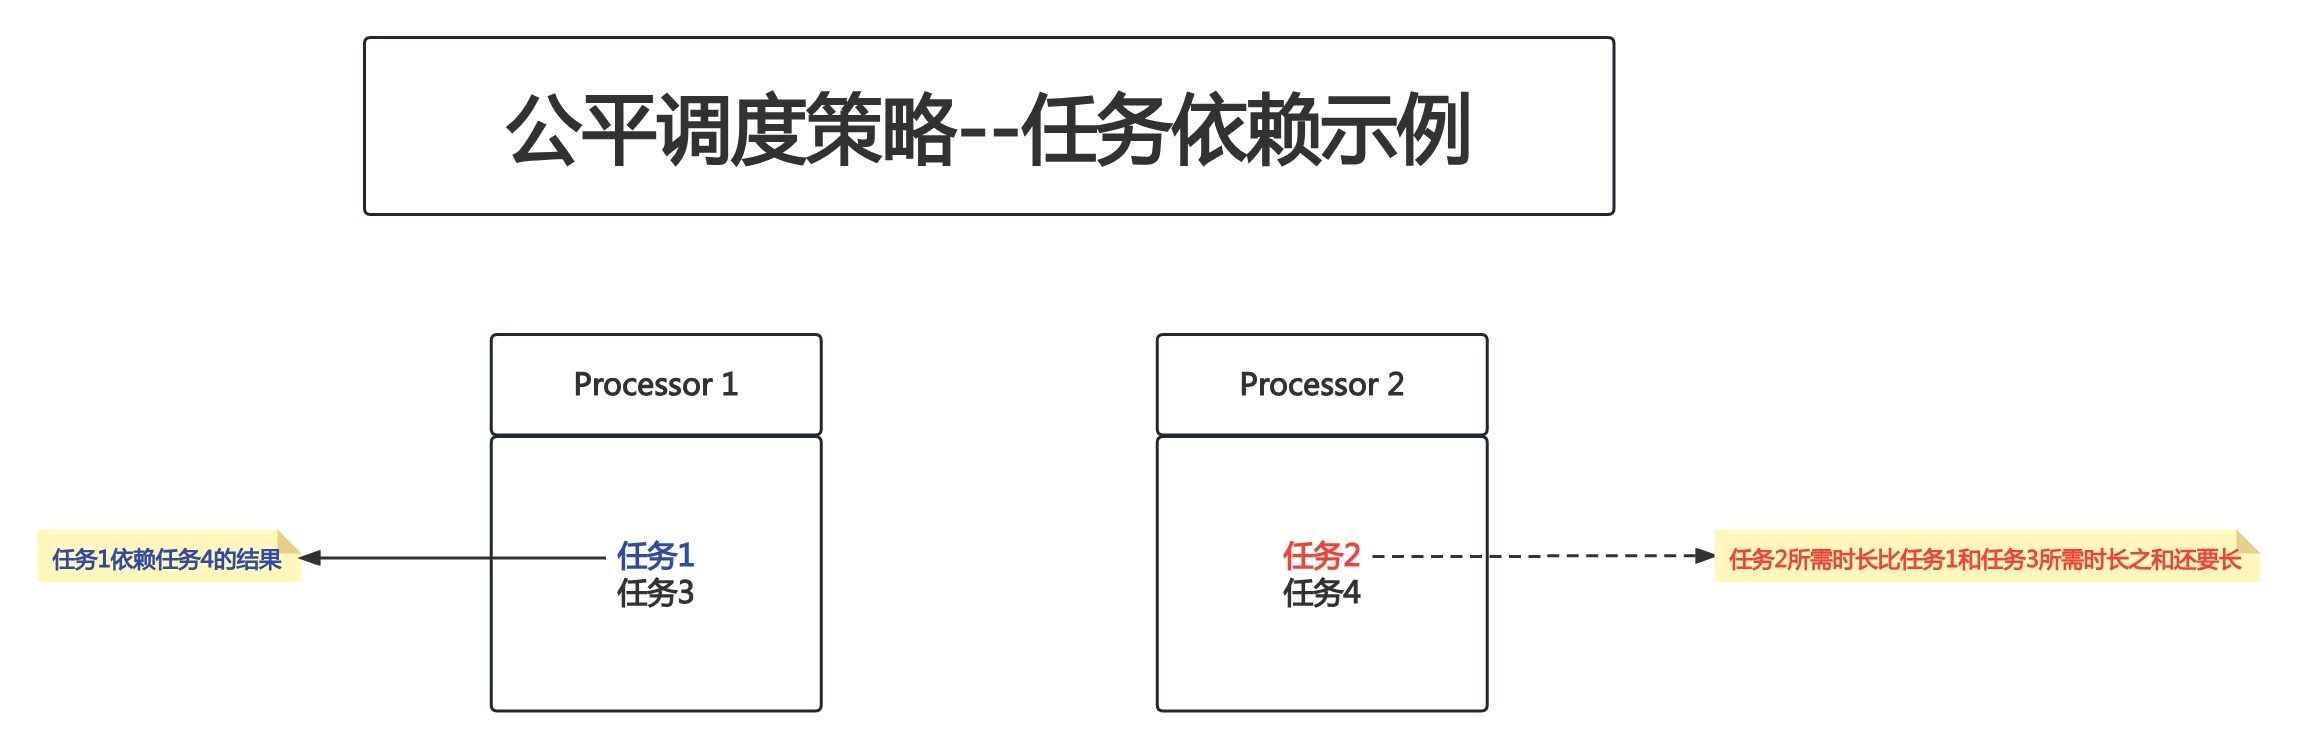 公平调度策略--任务依赖示例
Processor 1
Processor 2
任务1依赖任务4的结果
任务1
任务3
任务2
任务4
任务2所需时长比任务1和任务3所需时长之和还要长